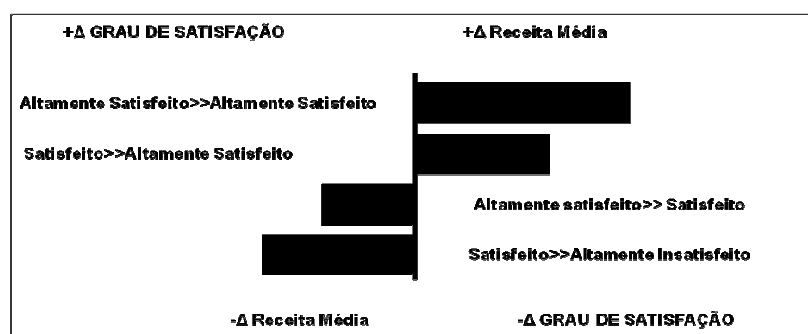 +Δ GRAU DE SATISFAÇÃO +Δ Receita Média
Altamente Satisfeito>>Altamente Satisfeito
Satisfeito>>Altamente Satisfeito
Altamente satisfeito>> Satisfeito
Satisfeito>>Altamente Insatisfeito
-Δ Receita Média -Δ GRAU DE SATISFAÇÃO